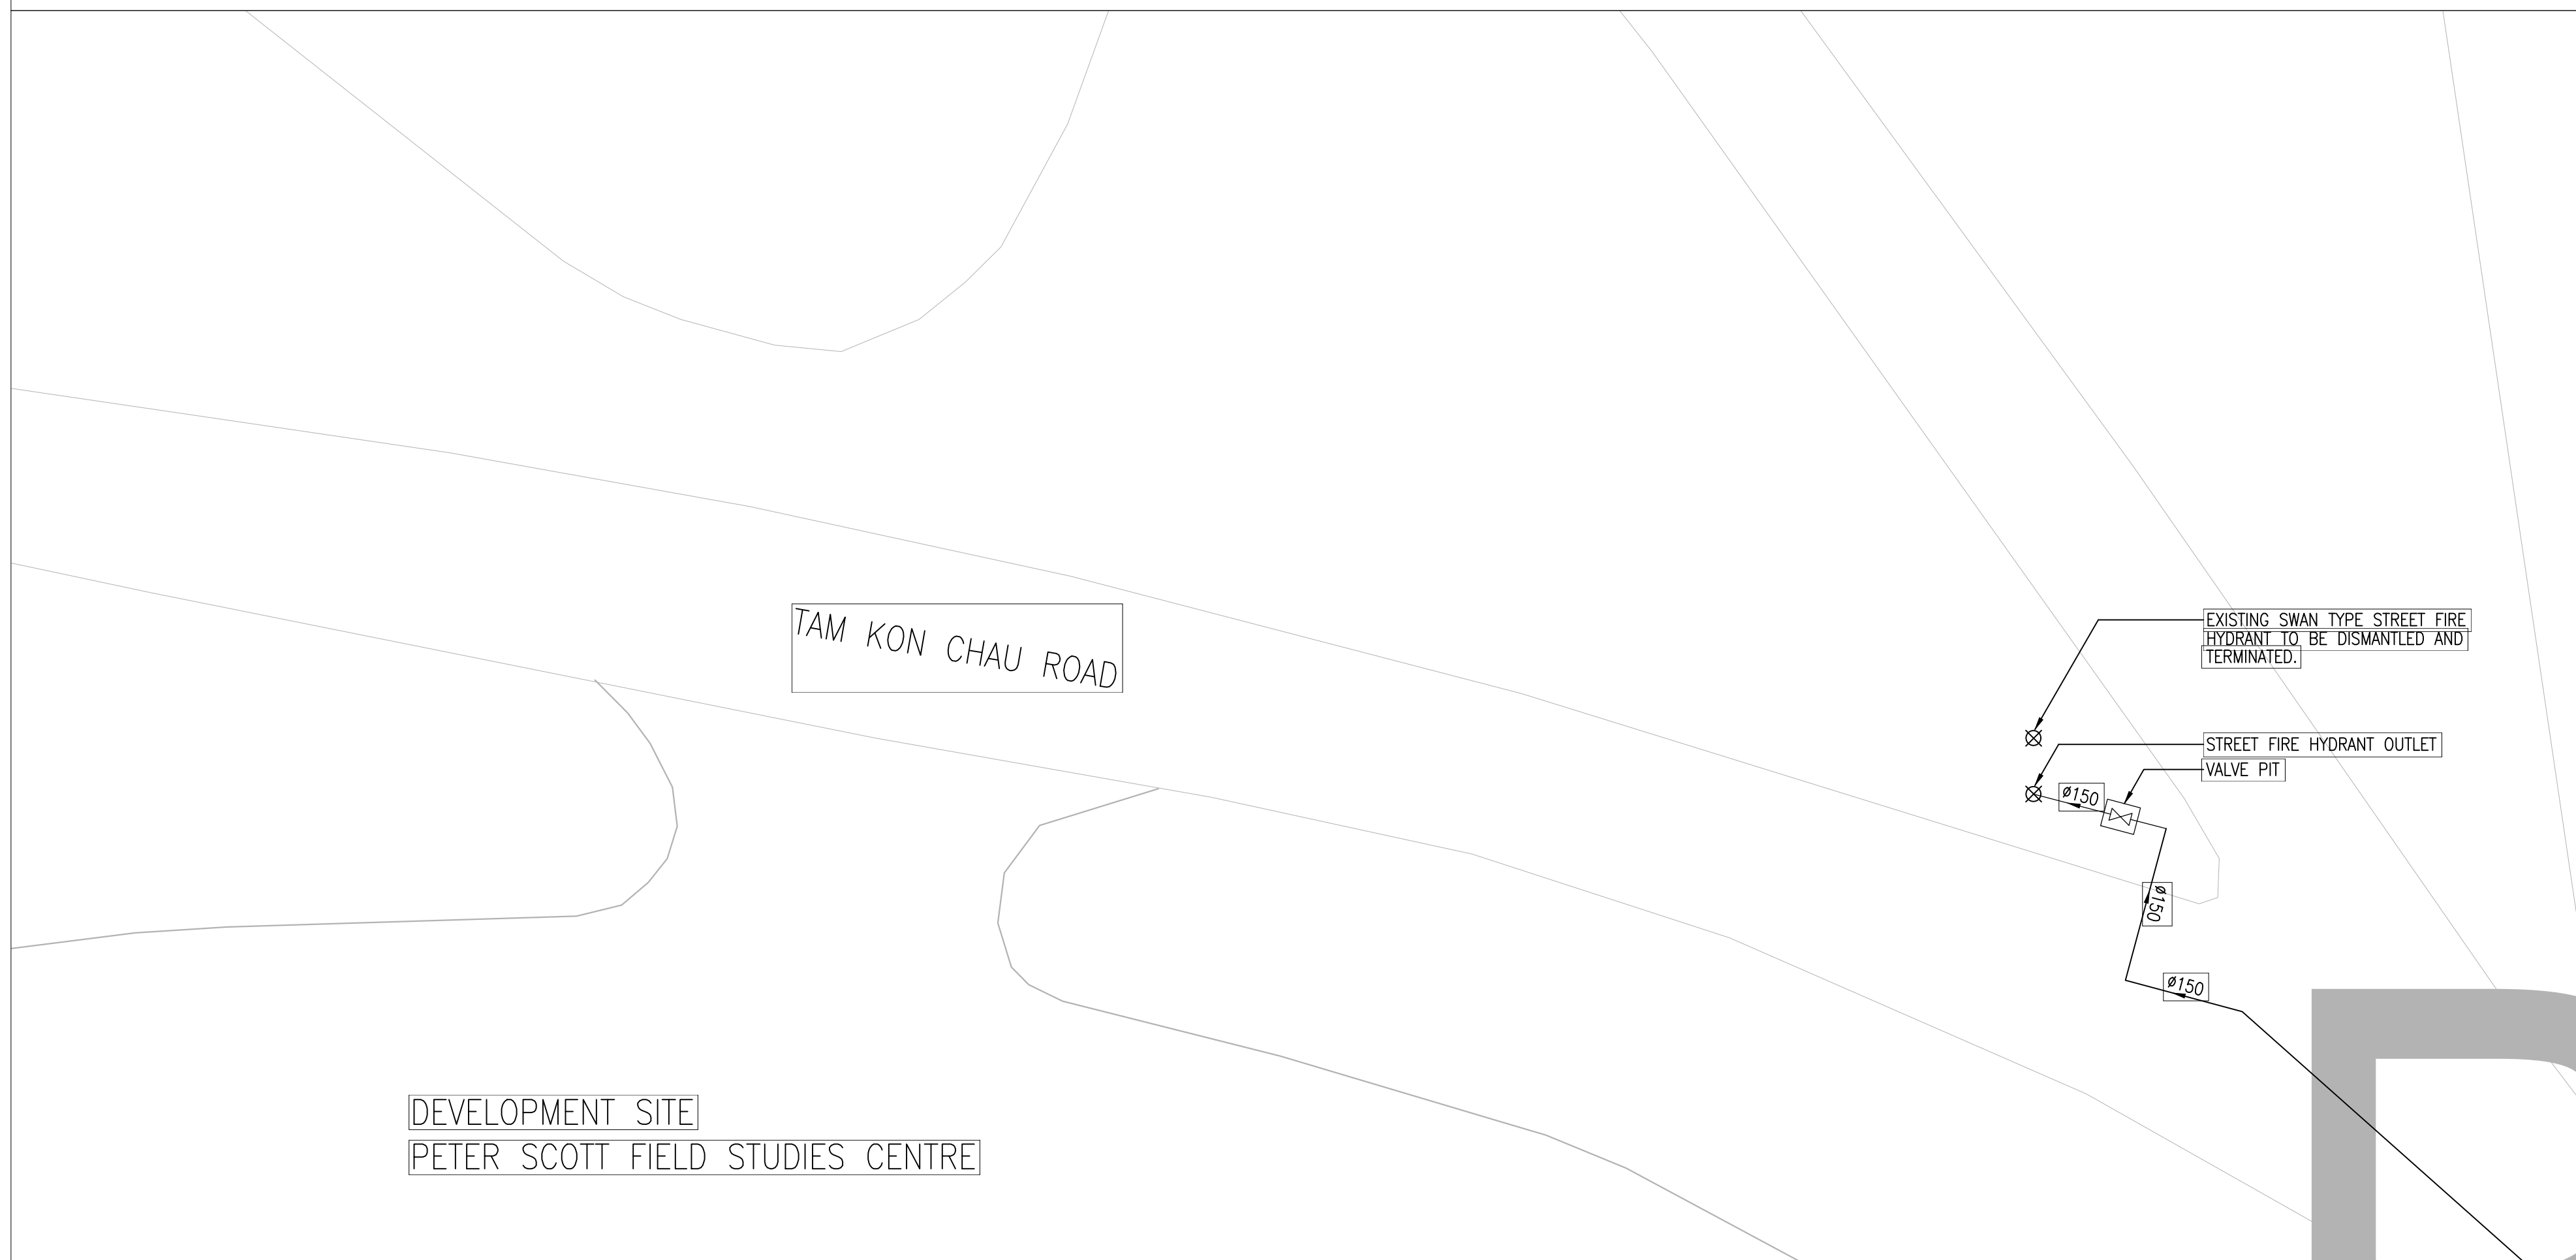 TAM KON CHAU ROAD
EXISTING SWAN TYPE STREET FIRE
HYDRANT TO BE DISMANTLED AND
TERMINATED.
STREET FIRE HYDRANT OUTLET
VALVE PIT
ø150
ø150
ø150
DEVELOPMENT SITE
PETER SCOTT FIELD STUDIES CENTRE